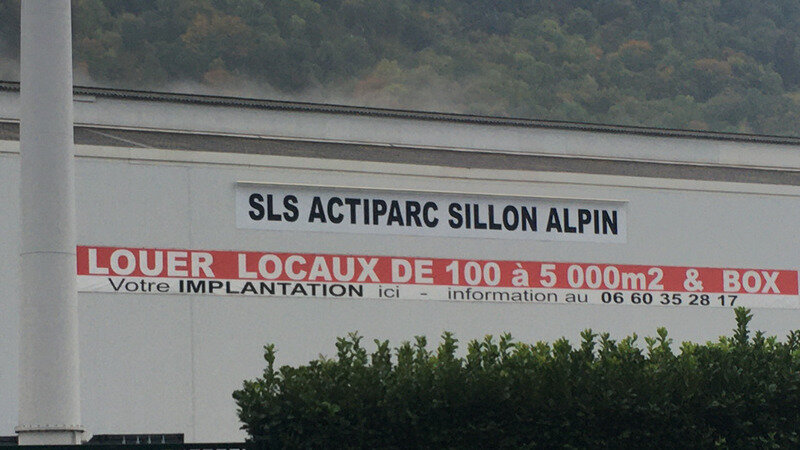 SLS ACTIPARC SILLON ALPIN
LOUER LOCAUX DE 100 à 5 000m2 & BOX
Votre IMPLANTATION ici - information au 06 60 35 28 17